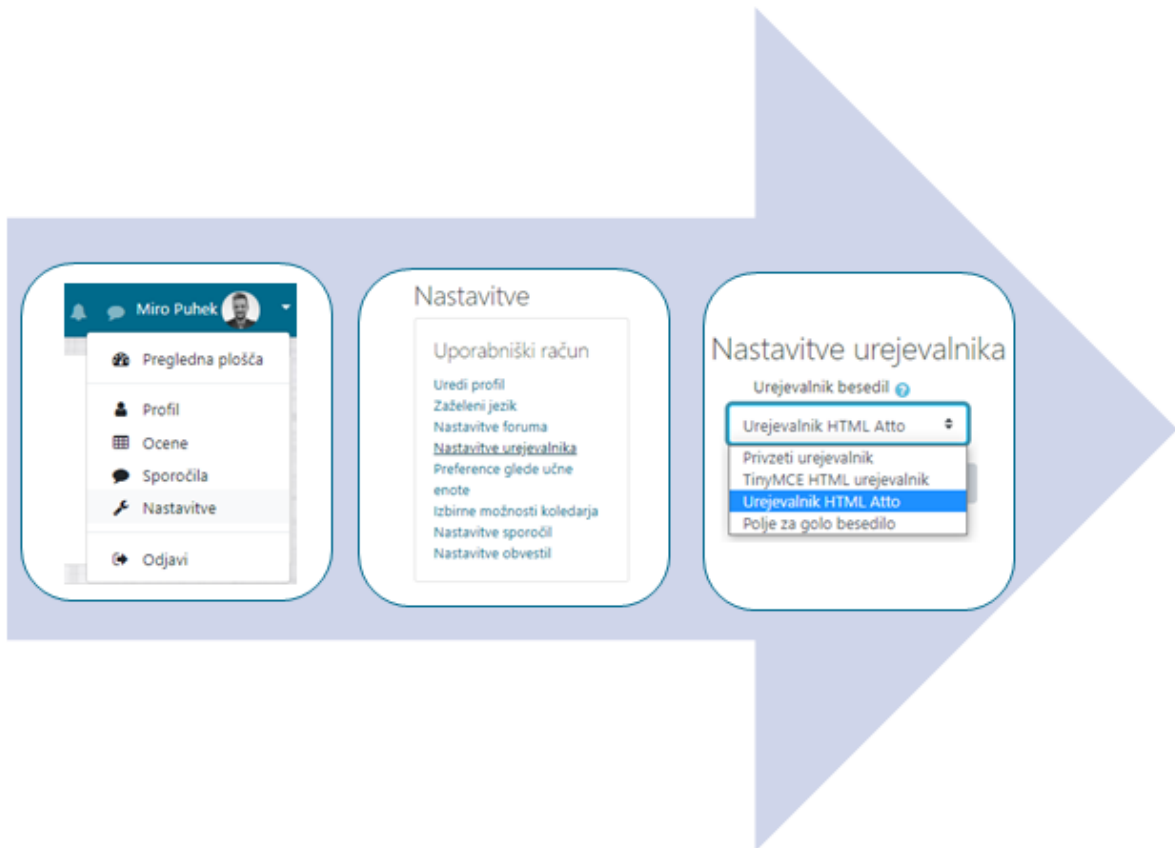 Miro Puhek
Pregledna plošča
Profil
Ocene
Sporočila
Nastavitve
Odjavi
Nastavitve
Uporabniški račun
Uredi profil
Zaželeni jezik
Nastavitve foruma
Nastavitve urejevalnika
Preference glede učne
enote
Izbirne možnosti koledarja
Nastavitve sporočil
Nastavitve obvestil
Nastavitve urejevalnika
Urejevalnik besedil
Urejevalnik HTML Atto
Privzeti urejevalnik
TinyMCE HTML urejevalnik
Urejevalnik HTML Atto
Polje za golo besedilo